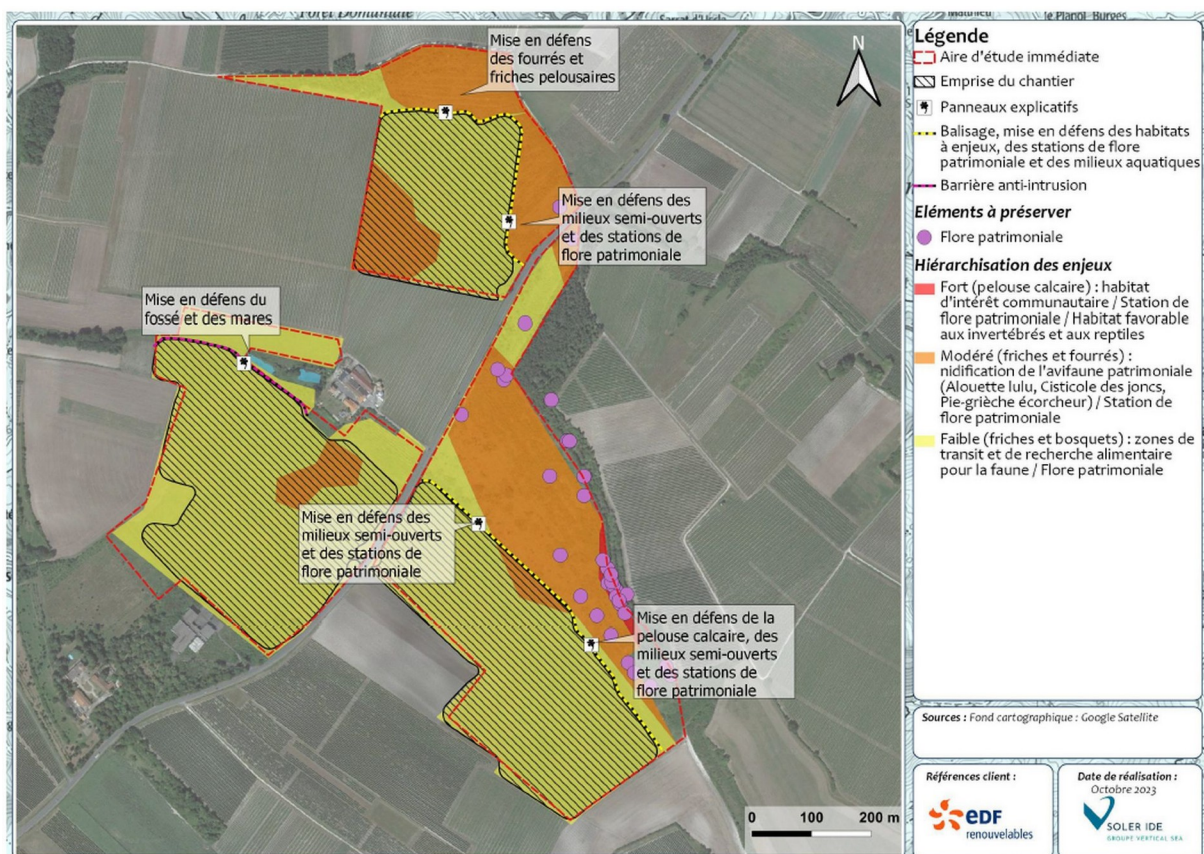 Mise en défens
des fourrés et
friches pelousaires
N
Mise en défens des
milieux semi-ouverts
et des stations de
flore patrimoniale
Mise en défens du
fossé et des mares
Mise en défens des
milieux semi-ouverts
et des stations de
flore patrimoniale
Mise en défens de la
pelouse calcaire, des
milieux semi-ouverts
et des stations de
flore patrimoniale
0 100 200 m
Légende
Aire d'étude immédiate
Emprise du chantier
Panneaux explicatifs
Balisage, mise en défens des habitats
à enjeux, des stations de flore
patrimoniale et des milieux aquatiques
Barrière anti-intrusion
Eléments à préserver
Flore patrimoniale
Hiérarchisation des enjeux
Fort (pelouse calcaire) : habitat
d'intérêt communautaire / Station de
flore patrimoniale / Habitat favorable
aux invertébrés et aux reptiles
Modéré (friches et fourrés) :
nidification de l'avifaune patrimoniale
(Alouette lulu, Cisticole des joncs,
Pie-grièche écorcheur) / Station de
flore patrimoniale
Faible (friches et bosquets) : zones de
transit et de recherche alimentaire
pour la faune / Flore patrimoniale
Sources : Fond cartographique : Google Satellite
Références client :
edf
renouvelables
Date de réalisation :
Octobre 2023
SOLER IDE
GROUPE VERTICAL SEA